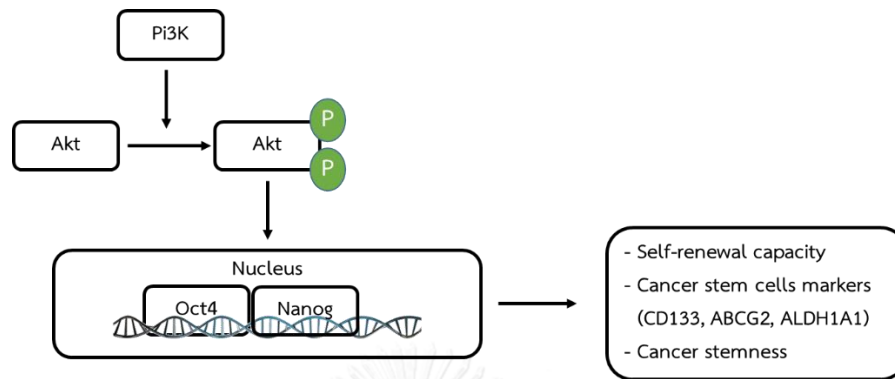 Pi3K
Akt
Akt
P
P
Nucleus
Oct4
Nanog
- Self-renewal capacity
- Cancer stem cells markers
(CD133, ABCG2, ALDH1A1)
- Cancer stemness